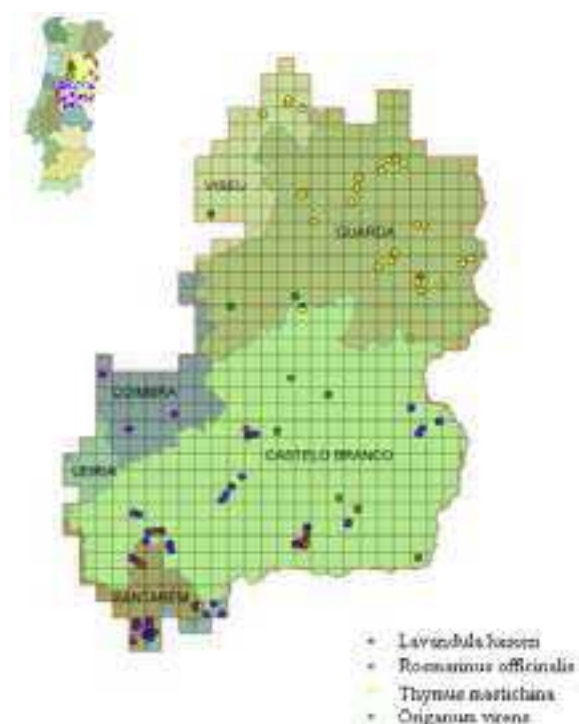 VISEU
GUARDA
COIMBRA
LEIRIA
CASTELO BRANCO
SANTARÉM
Lavandula luisieri
Rosmarinus officinalis
Thymus mastichina
Origanum virens